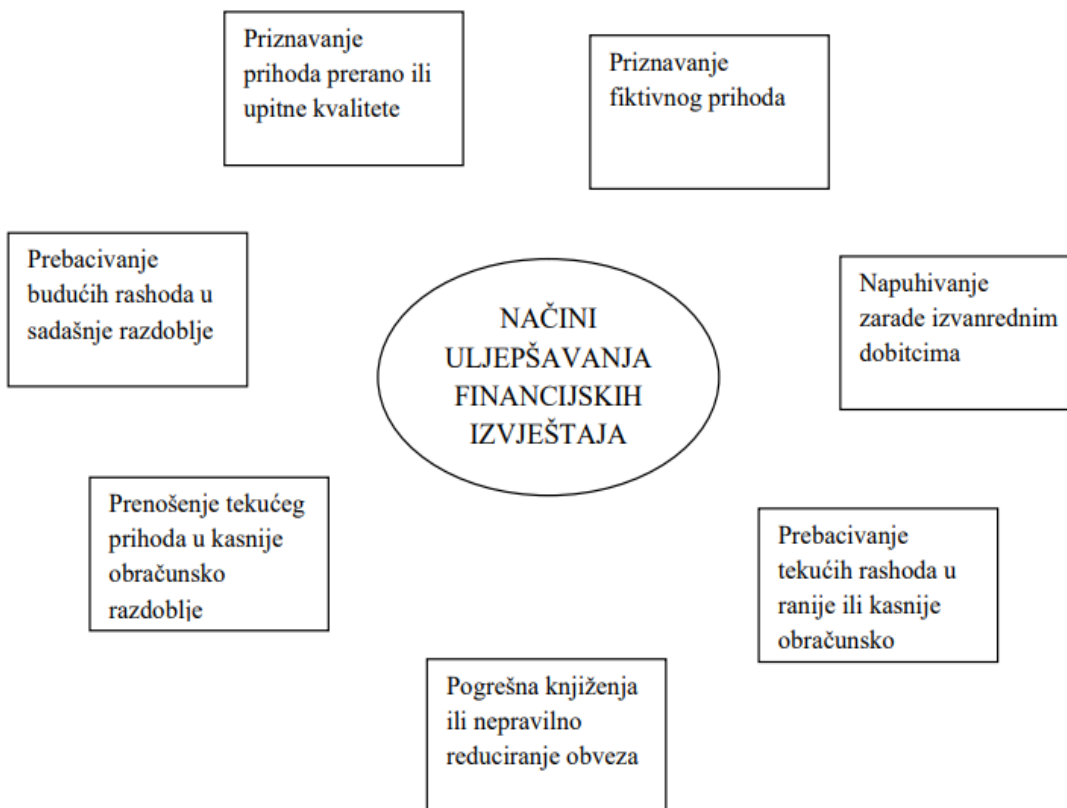 Priznavanje
prihoda prerano ili
upitne kvalitete
Priznavanje
fiktivnog prihoda
Prebacivanje
budućih rashoda u
sadašnje razdoblje
NAČINI
ULJEPŠAVANJA
FINANCIJSKIH
IZVJEŠTAJA
Napuhivanje
zarade izvanrednim
dobitcima
Prenošenje tekućeg
prihoda u kasnije
obračunsko
razdoblje
Prebacivanje
tekućih rashoda u
ranije ili kasnije
obračunsko
Pogrešna knjiženja
ili nepravilno
reduciranje obveza